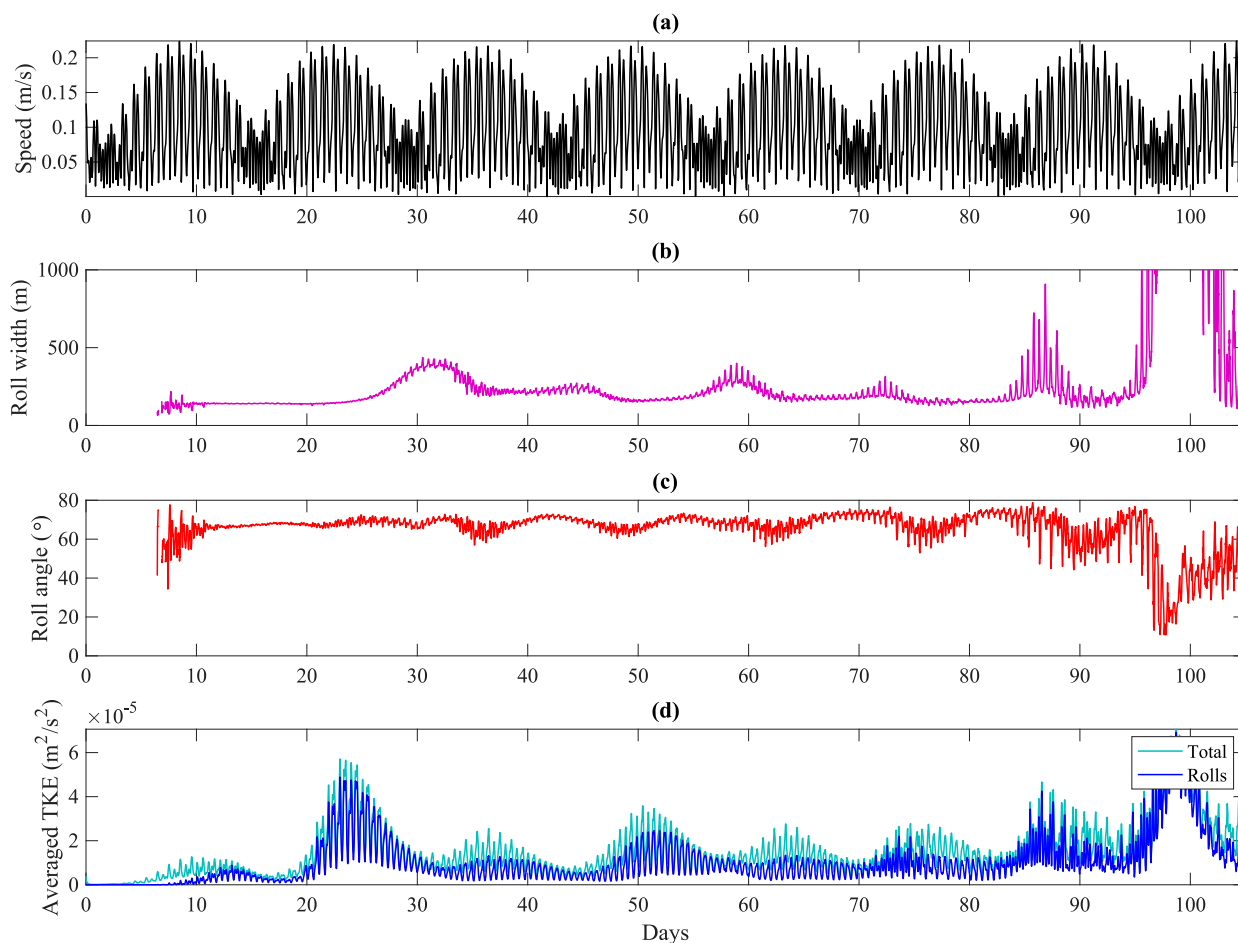 (a)
Speed (m/s)
0.2
0.15
0.1
0.05
0 10 20 30 40 50 60 70 80 90 100
(b)
Roll width (m)
1000
500
0
0 10 20 30 40 50 60 70 80 90 100
(c)
Roll angle (°)
80
60
40
20
0
0 10 20 30 40 50 60 70 80 90 100
(d)
×10⁻⁵
Averaged TKE (m²/s²)
6
4
2
0
Total
Rolls
0 10 20 30 40 50 60 70 80 90 100
Days